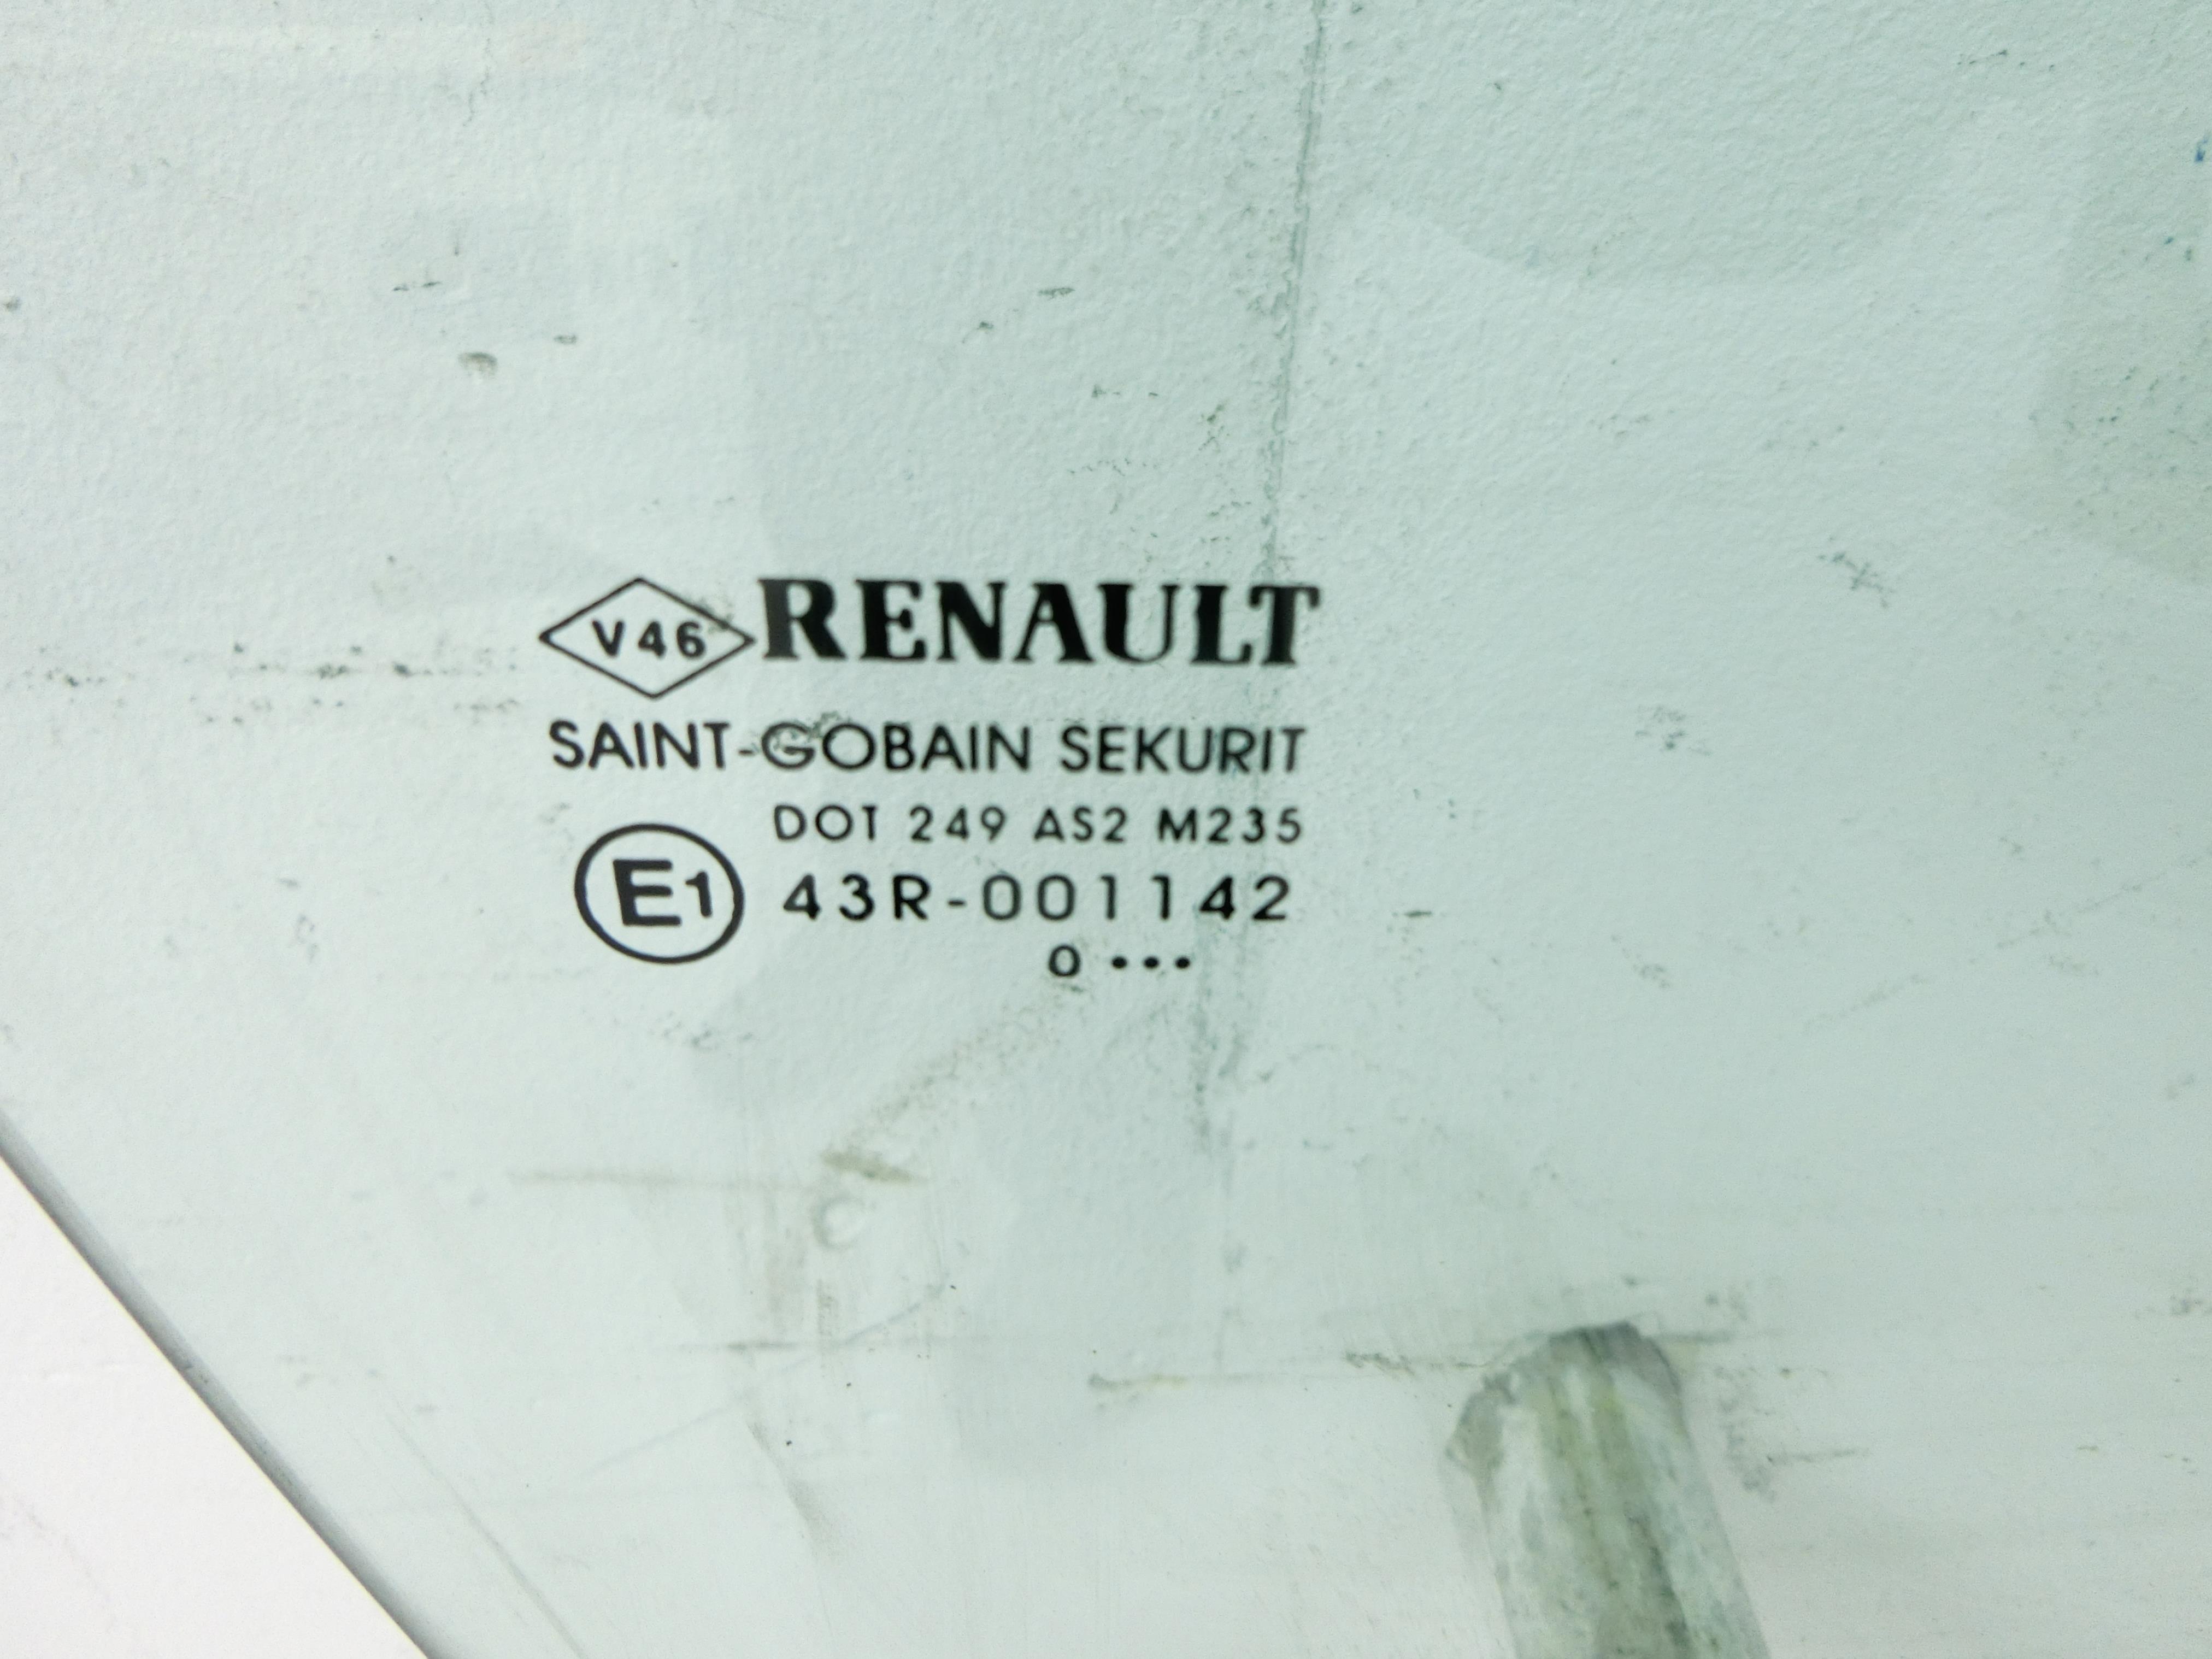 V46 RENAULT
SAINT-GOBAIN SEKURIT
DOT 249 AS2 M235
E1 43R-001142
0 •••